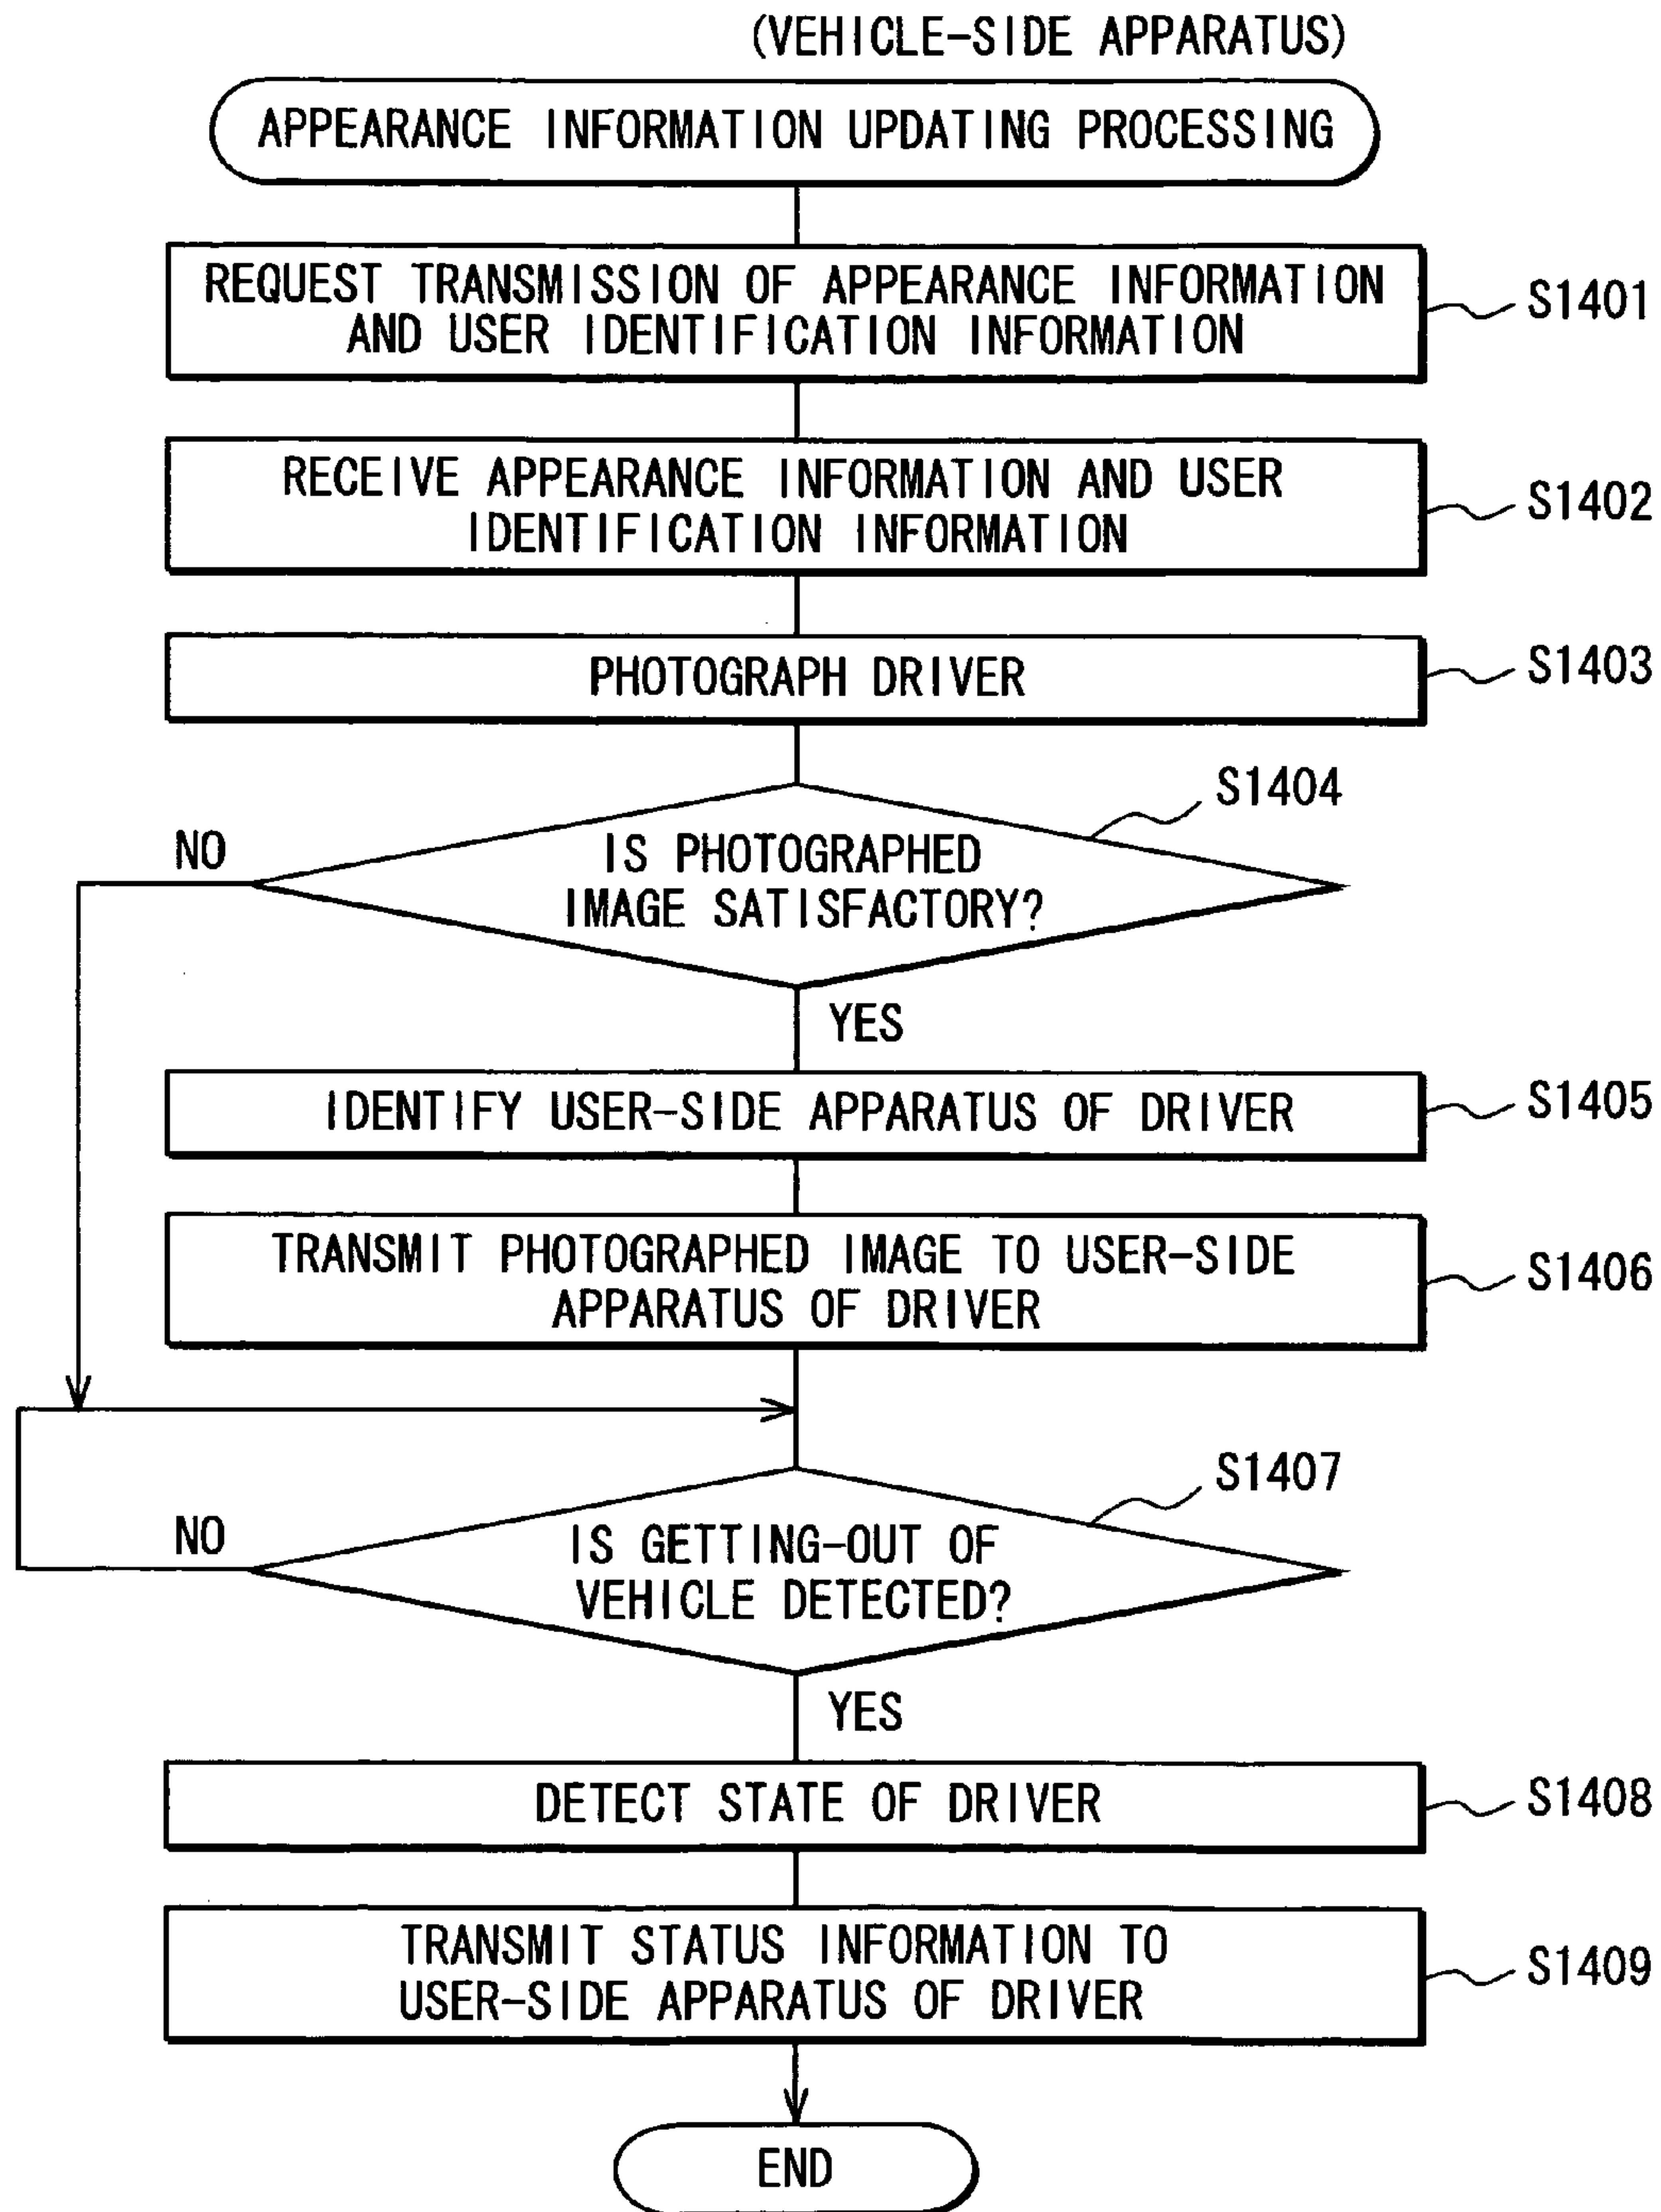 (VEHICLE-SIDE APPARATUS)
APPEARANCE INFORMATION UPDATING PROCESSING
REQUEST TRANSMISSION OF APPEARANCE INFORMATION
AND USER IDENTIFICATION INFORMATION
S1401
RECEIVE APPEARANCE INFORMATION AND USER
IDENTIFICATION INFORMATION
S1402
PHOTOGRAPH DRIVER
S1403
S1404
NO
IS PHOTOGRAPHED
IMAGE SATISFACTORY?
YES
IDENTIFY USER-SIDE APPARATUS OF DRIVER
S1405
TRANSMIT PHOTOGRAPHED IMAGE TO USER-SIDE
APPARATUS OF DRIVER
S1406
S1407
NO
IS GETTING-OUT OF
VEHICLE DETECTED?
YES
DETECT STATE OF DRIVER
S1408
TRANSMIT STATUS INFORMATION TO
USER-SIDE APPARATUS OF DRIVER
S1409
END